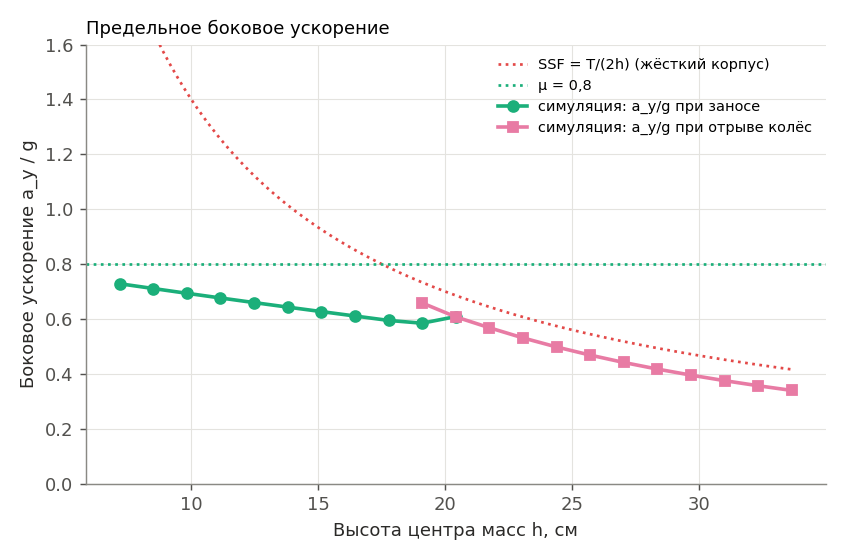 Предельное боковое ускорение
1.6
1.4
1.2
1.0
0.8
0.6
0.4
0.2
0.0
Боковое ускорение a_y / g
SSF = T/(2h) (жёсткий корпус)
μ = 0,8
симуляция: a_y/g при заносе
симуляция: a_y/g при отрыве колёс
10
15
20
25
30
Высота центра масс h, см